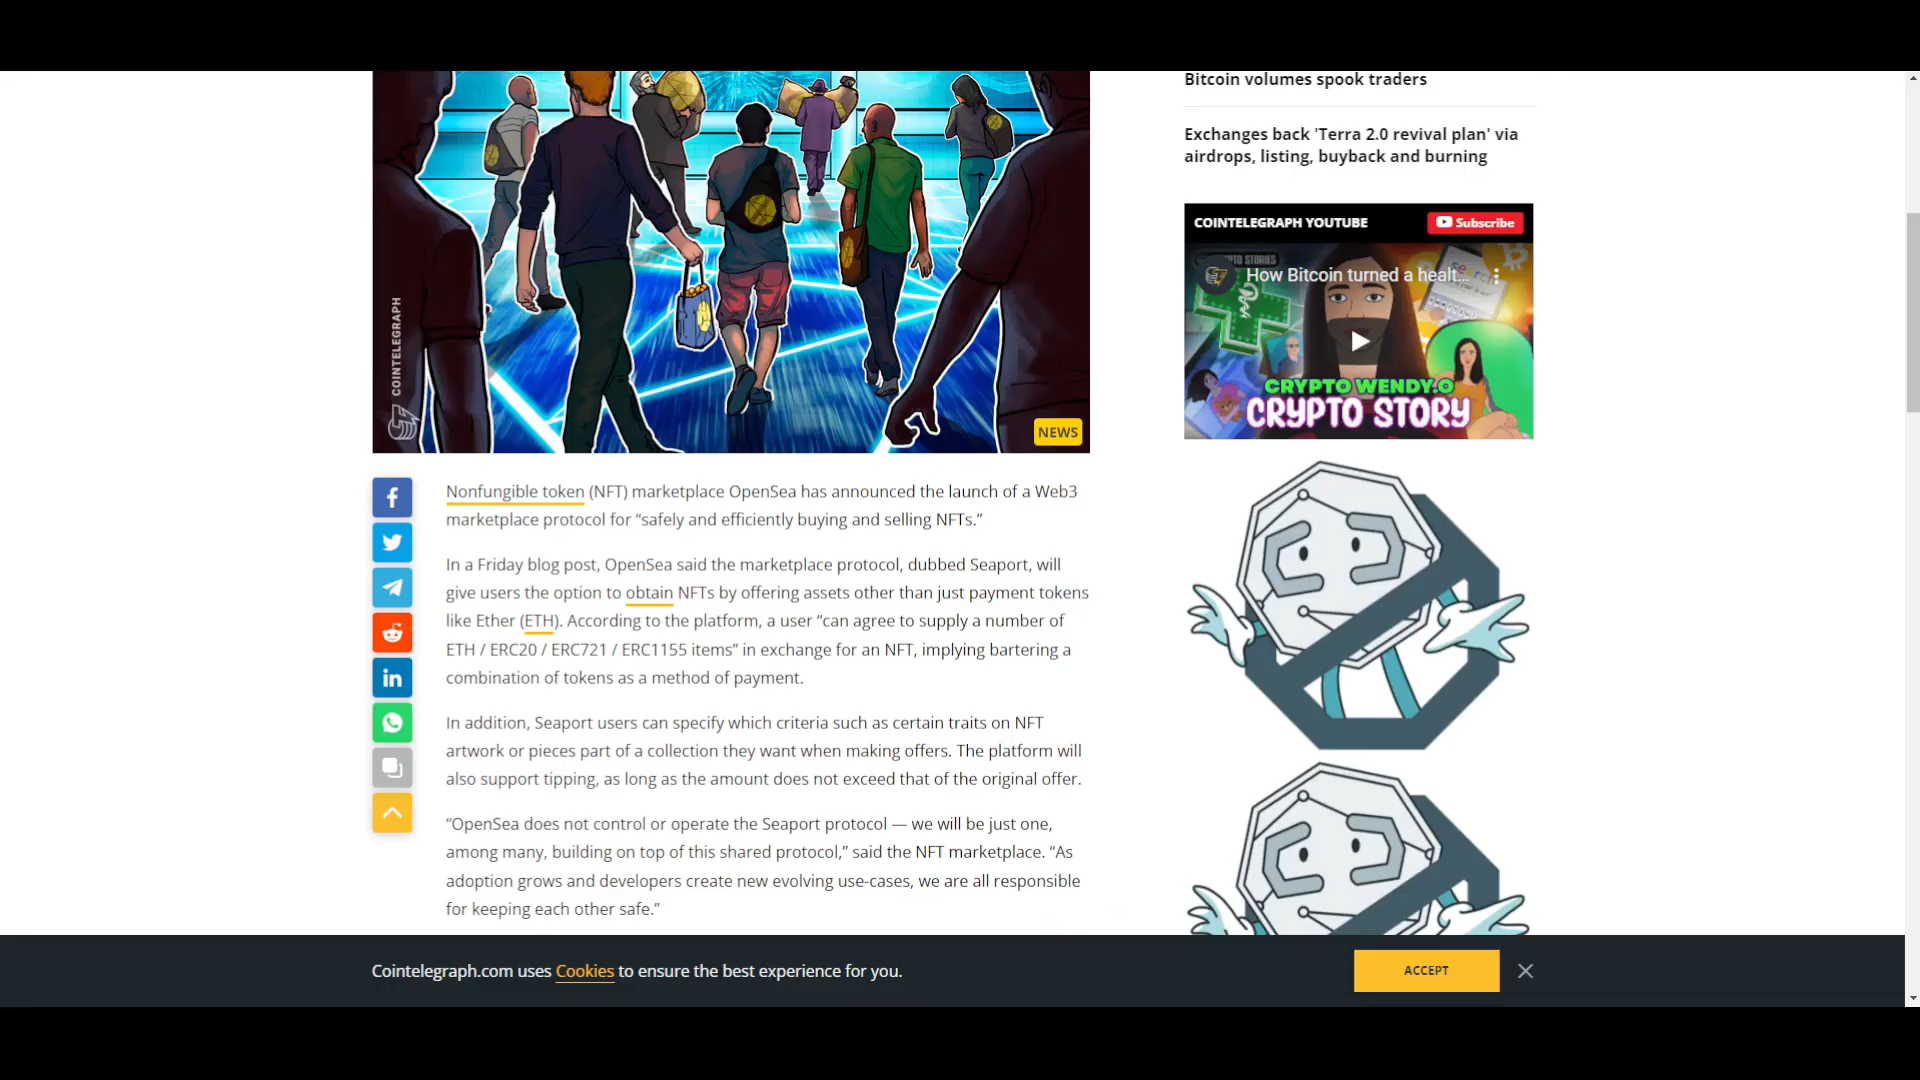 Bitcoin volumes spook traders
Exchanges back 'Terra 2.0 revival plan' via
airdrops, listing, buyback and burning
COINTELEGRAPH YOUTUBE
Subscribe
How Bitcoin turned a healt...
CRYPTO WENDY.O
CRYPTO STORY
COINTELEGRAPH
NEWS
Nonfungible token (NFT) marketplace OpenSea has announced the launch of a Web3
marketplace protocol for “safely and efficiently buying and selling NFTs.”
In a Friday blog post, OpenSea said the marketplace protocol, dubbed Seaport, will
give users the option to obtain NFTs by offering assets other than just payment tokens
like Ether (ETH). According to the platform, a user “can agree to supply a number of
ETH / ERC20 / ERC721 / ERC1155 items” in exchange for an NFT, implying bartering a
combination of tokens as a method of payment.
In addition, Seaport users can specify which criteria such as certain traits on NFT
artwork or pieces part of a collection they want when making offers. The platform will
also support tipping, as long as the amount does not exceed that of the original offer.
“OpenSea does not control or operate the Seaport protocol — we will be just one,
among many, building on top of this shared protocol,” said the NFT marketplace. “As
adoption grows and developers create new evolving use-cases, we are all responsible
for keeping each other safe.”
Cointelegraph.com uses Cookies to ensure the best experience for you.
ACCEPT